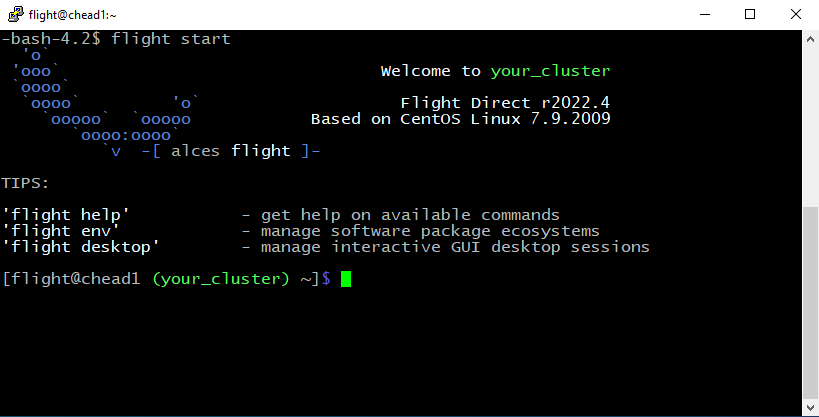 flight@chead1:~
-bash-4.2$ flight start
'o`
'ooo`                                Welcome to your_cluster
`oooo`
`oooo`          'o`                    Flight Direct r2022.4
`ooooo`  `ooooo            Based on CentOS Linux 7.9.2009
`oooo:oooo`
`v  -[ alces flight ]-
TIPS:
'flight help'           - get help on available commands
'flight env'            - manage software package ecosystems
'flight desktop'        - manage interactive GUI desktop sessions
[flight@chead1 (your_cluster) ~]$